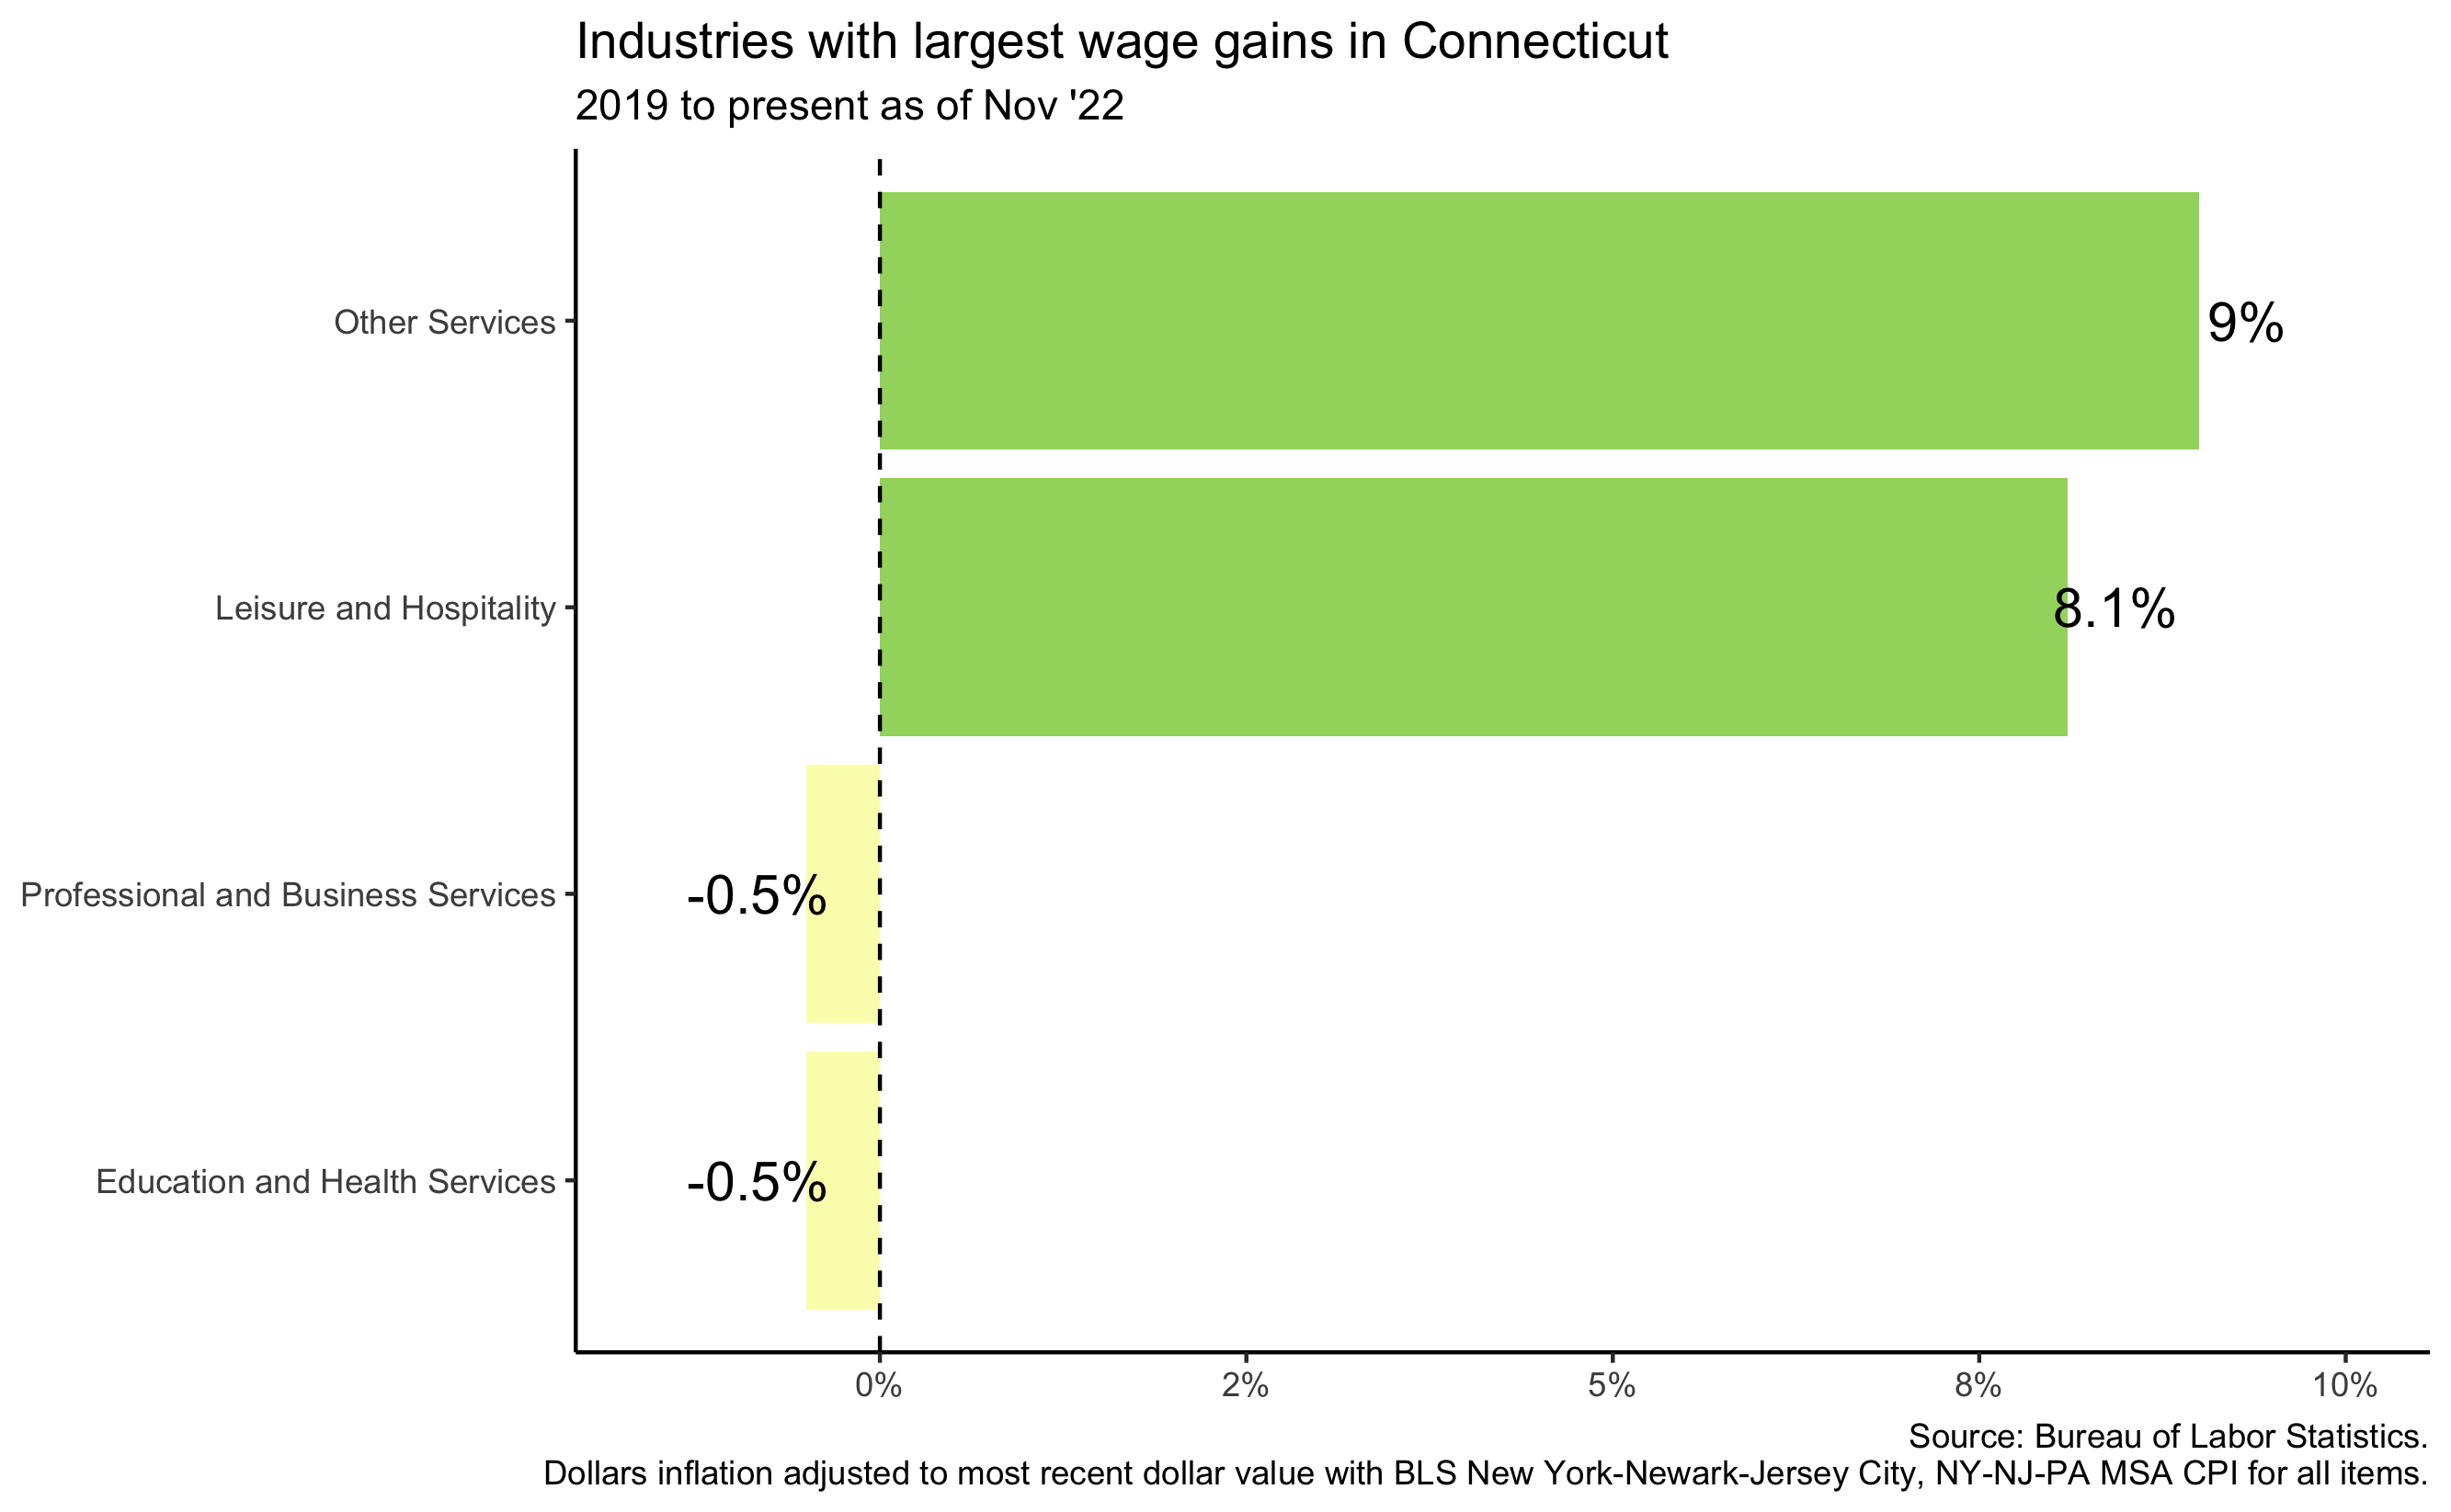 Industries with largest wage gains in Connecticut
2019 to present as of Nov '22
Other Services
9%
Leisure and Hospitality
8.1%
Professional and Business Services
-0.5%
Education and Health Services
-0.5%
0% 2% 5% 8% 10%
Source: Bureau of Labor Statistics.
Dollars inflation adjusted to most recent dollar value with BLS New York-Newark-Jersey City, NY-NJ-PA MSA CPI for all items.